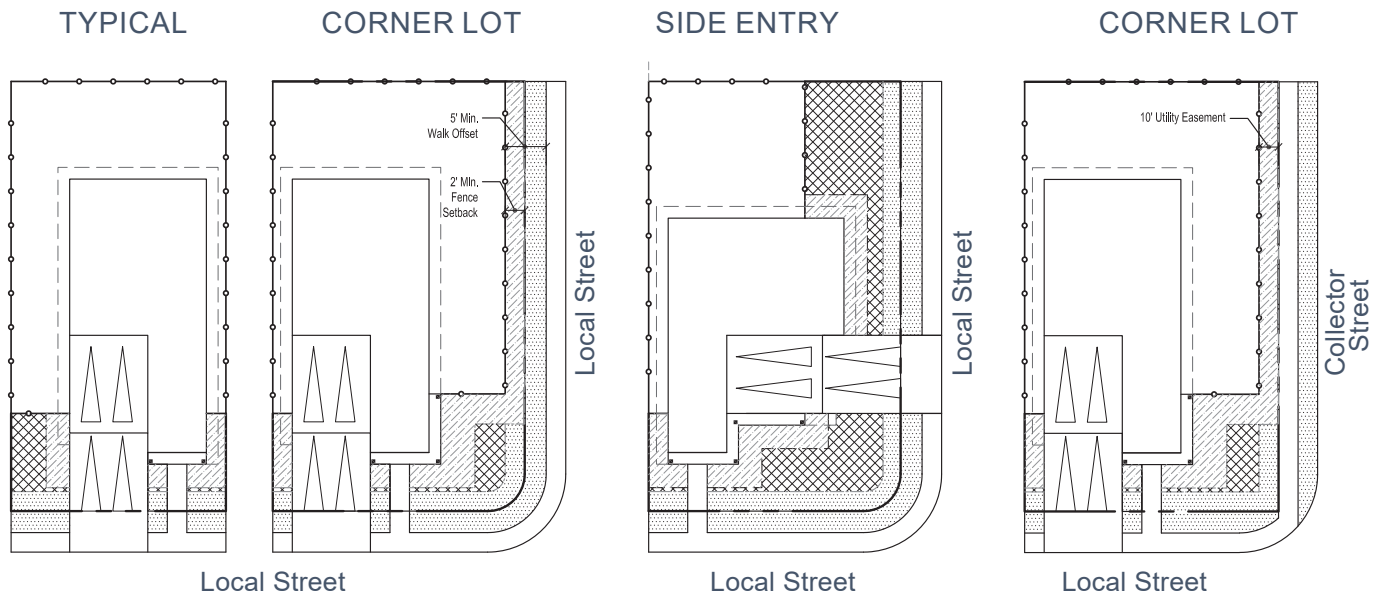 TYPICAL
CORNER LOT
SIDE ENTRY
CORNER LOT
5' Min.
Walk Offset
2' MIn.
Fence
Setback
Local Street
Local Street
10' Utility Easement
Collector
Street
Local Street
Local Street
Local Street